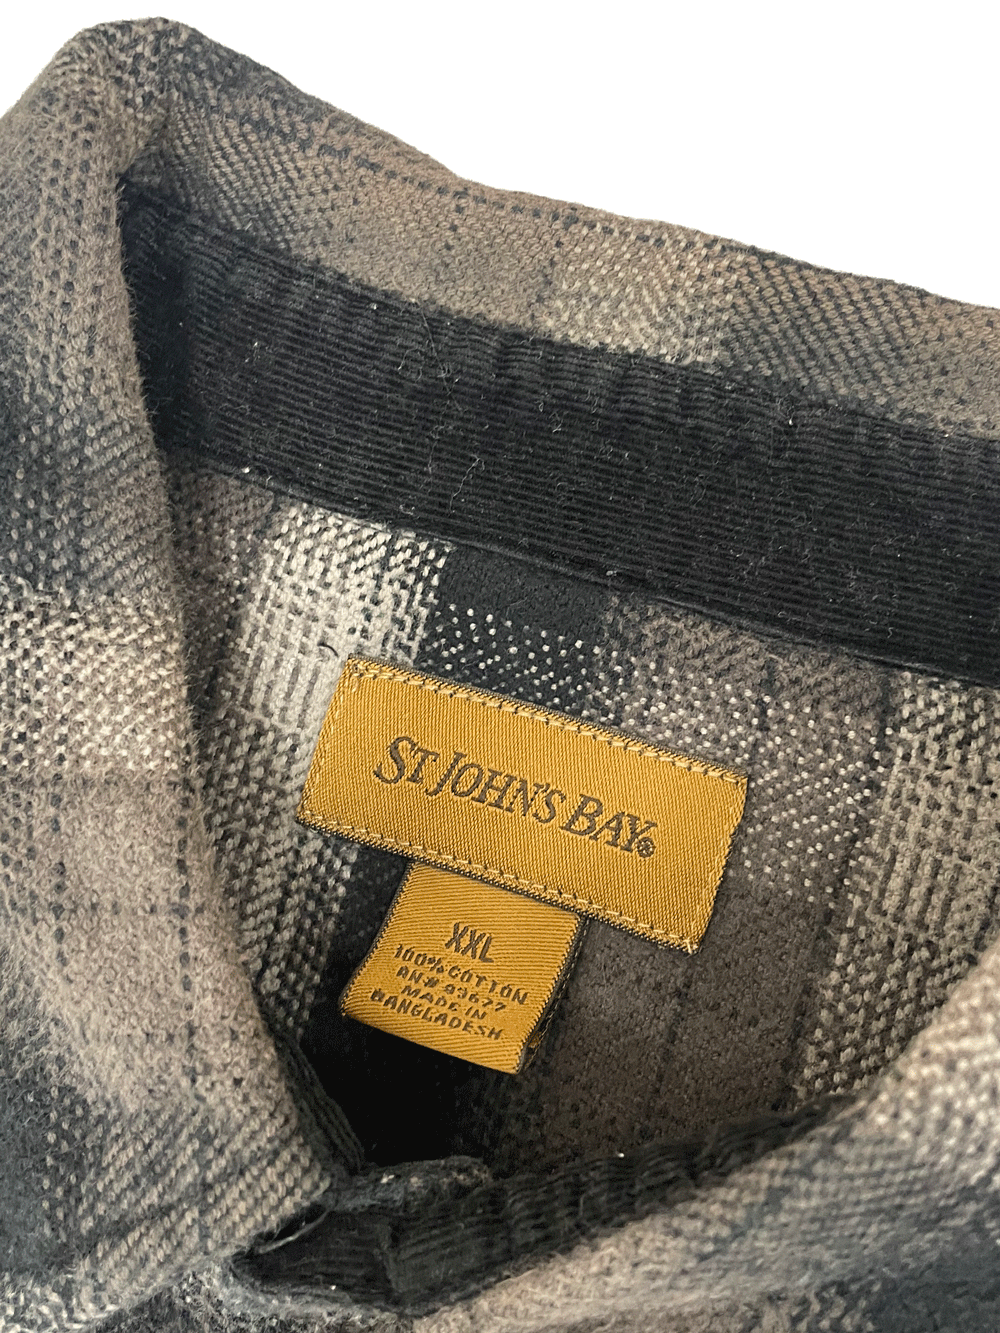 ST JOHN'S BAY®
XXL
100% COTTON
RN# 93677
MADE IN
BANGLADESH